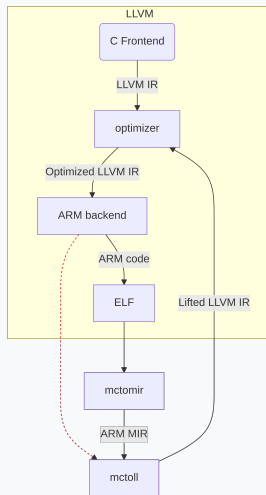 LLVM
C Frontend
LLVM IR
optimizer
Optimized LLVM IR
ARM backend
ARM code
ELF
Lifted LLVM IR
mctomir
ARM MIR
mctoll